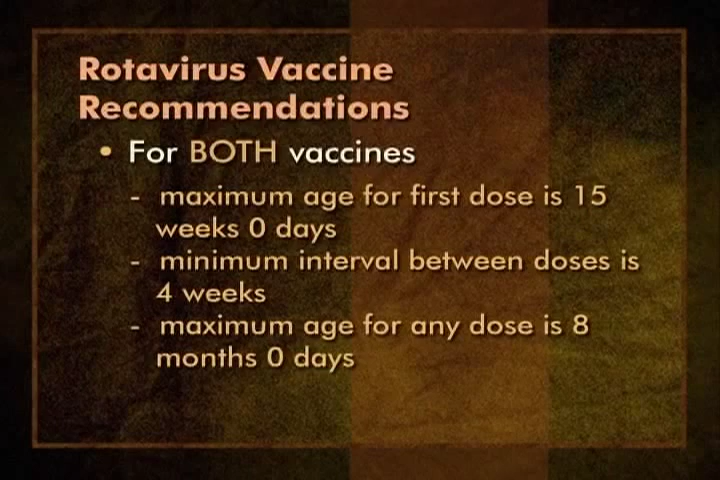 Rotavirus Vaccine
Recommendations
• For BOTH vaccines
- maximum age for first dose is 15
weeks 0 days
- minimum interval between doses is
4 weeks
- maximum age for any dose is 8
months 0 days